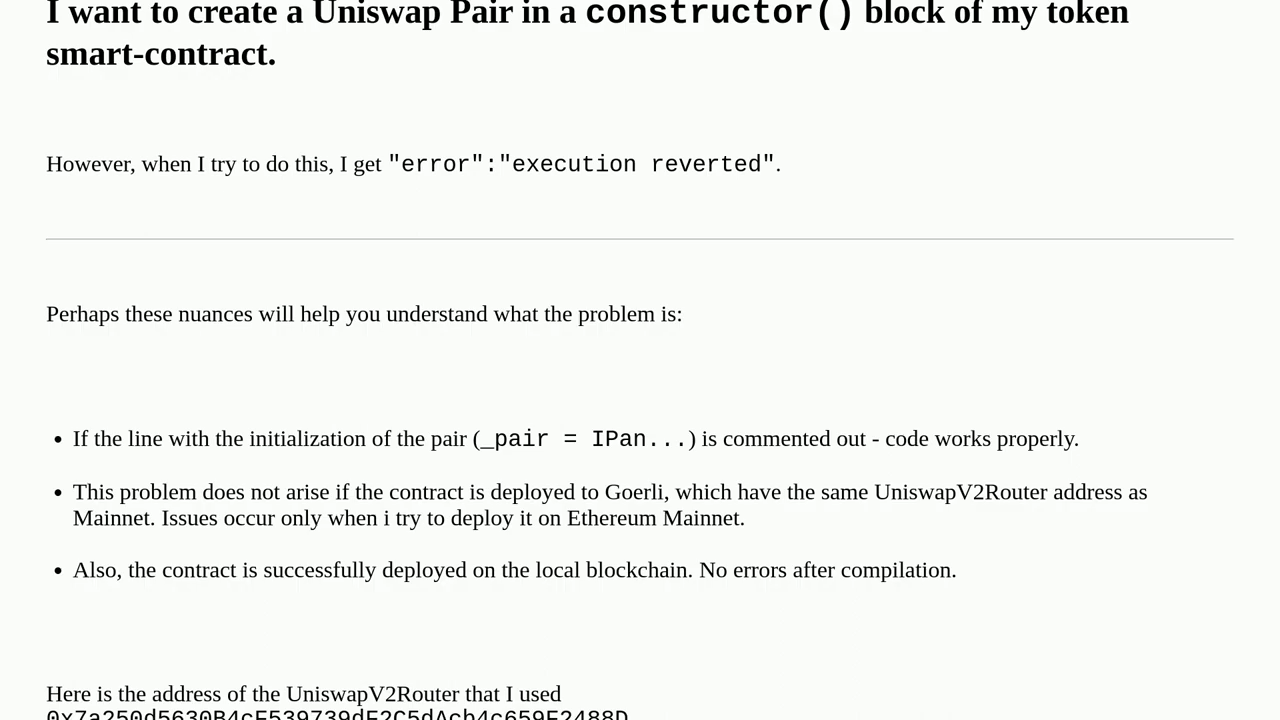 I want to create a Uniswap Pair in a constructor() block of my token
smart-contract.
However, when I try to do this, I get "error":"execution reverted".
Perhaps these nuances will help you understand what the problem is:
• If the line with the initialization of the pair (_pair = IPan...) is commented out - code works properly.
• This problem does not arise if the contract is deployed to Goerli, which have the same UniswapV2Router address as
Mainnet. Issues occur only when i try to deploy it on Ethereum Mainnet.
• Also, the contract is successfully deployed on the local blockchain. No errors after compilation.
Here is the address of the UniswapV2Router that I used
0x7a250d5630B4cF539739dF2C5dAcb4c659F2488D